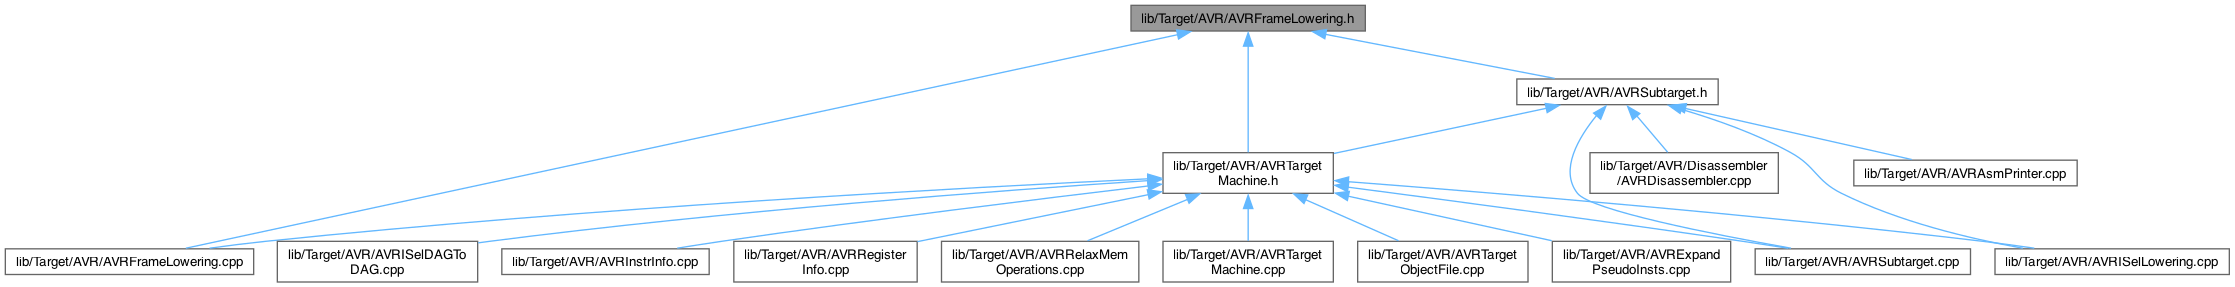 lib/Target/AVR/AVRFrameLowering.h
lib/Target/AVR/AVRSubtarget.h
lib/Target/AVR/AVRTarget
Machine.h
lib/Target/AVR/Disassembler
/AVRDisassembler.cpp
lib/Target/AVR/AVRAsmPrinter.cpp
lib/Target/AVR/AVRFrameLowering.cpp
lib/Target/AVR/AVRISelDAGTo
DAG.cpp
lib/Target/AVR/AVRInstrInfo.cpp
lib/Target/AVR/AVRRegister
Info.cpp
lib/Target/AVR/AVRRelaxMem
Operations.cpp
lib/Target/AVR/AVRTarget
Machine.cpp
lib/Target/AVR/AVRTarget
ObjectFile.cpp
lib/Target/AVR/AVRExpand
PseudoInsts.cpp
lib/Target/AVR/AVRSubtarget.cpp
lib/Target/AVR/AVRISelLowering.cpp